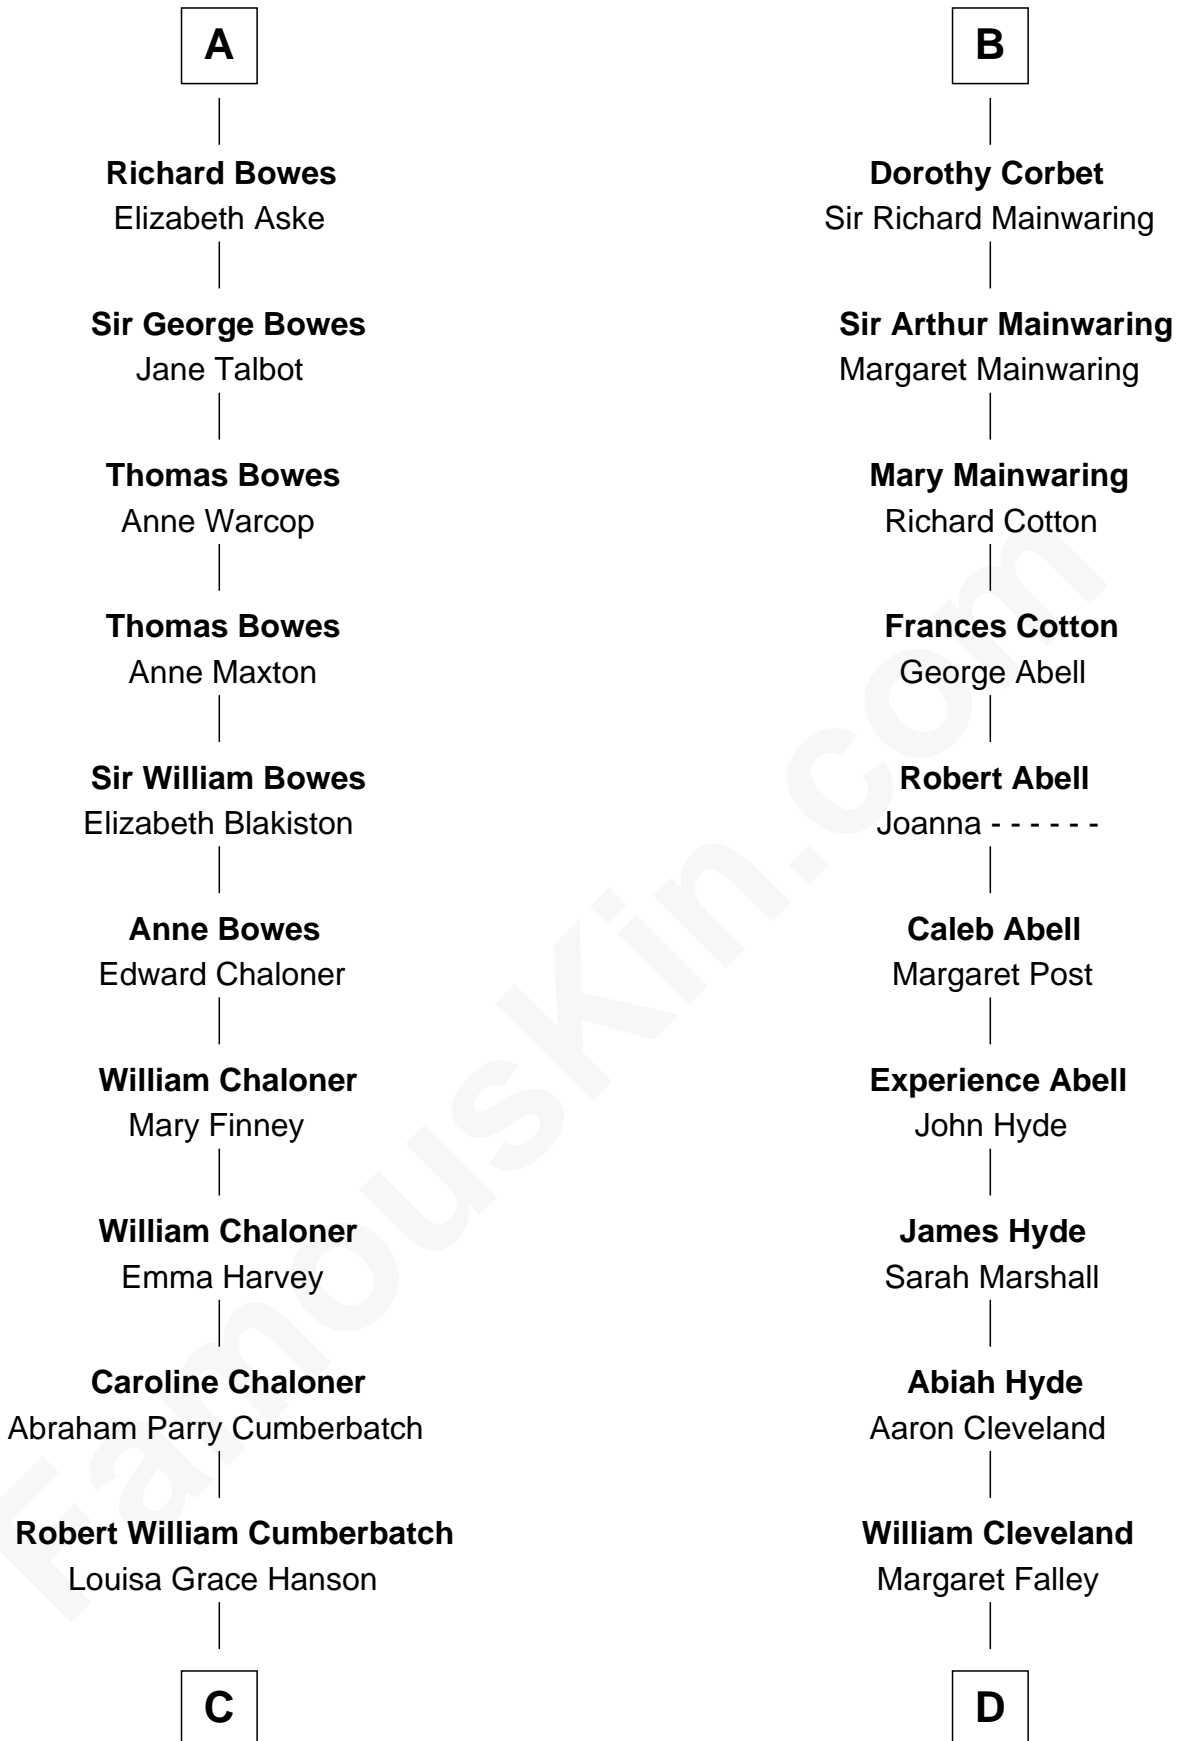 A
Richard Bowes
Elizabeth Aske
Sir George Bowes
Jane Talbot
Thomas Bowes
Anne Warcop
Thomas Bowes
Anne Maxton
Sir William Bowes
Elizabeth Blakiston
Anne Bowes
Edward Chaloner
William Chaloner
Mary Finney
William Chaloner
Emma Harvey
Caroline Chaloner
Abraham Parry Cumberbatch
Robert William Cumberbatch
Louisa Grace Hanson
C
B
Dorothy Corbet
Sir Richard Mainwaring
Sir Arthur Mainwaring
Margaret Mainwaring
Mary Mainwaring
Richard Cotton
Frances Cotton
George Abell
Robert Abell
Joanna - - - - - -
Caleb Abell
Margaret Post
Experience Abell
John Hyde
James Hyde
Sarah Marshall
Abiah Hyde
Aaron Cleveland
William Cleveland
Margaret Falley
D
FamousKin.com